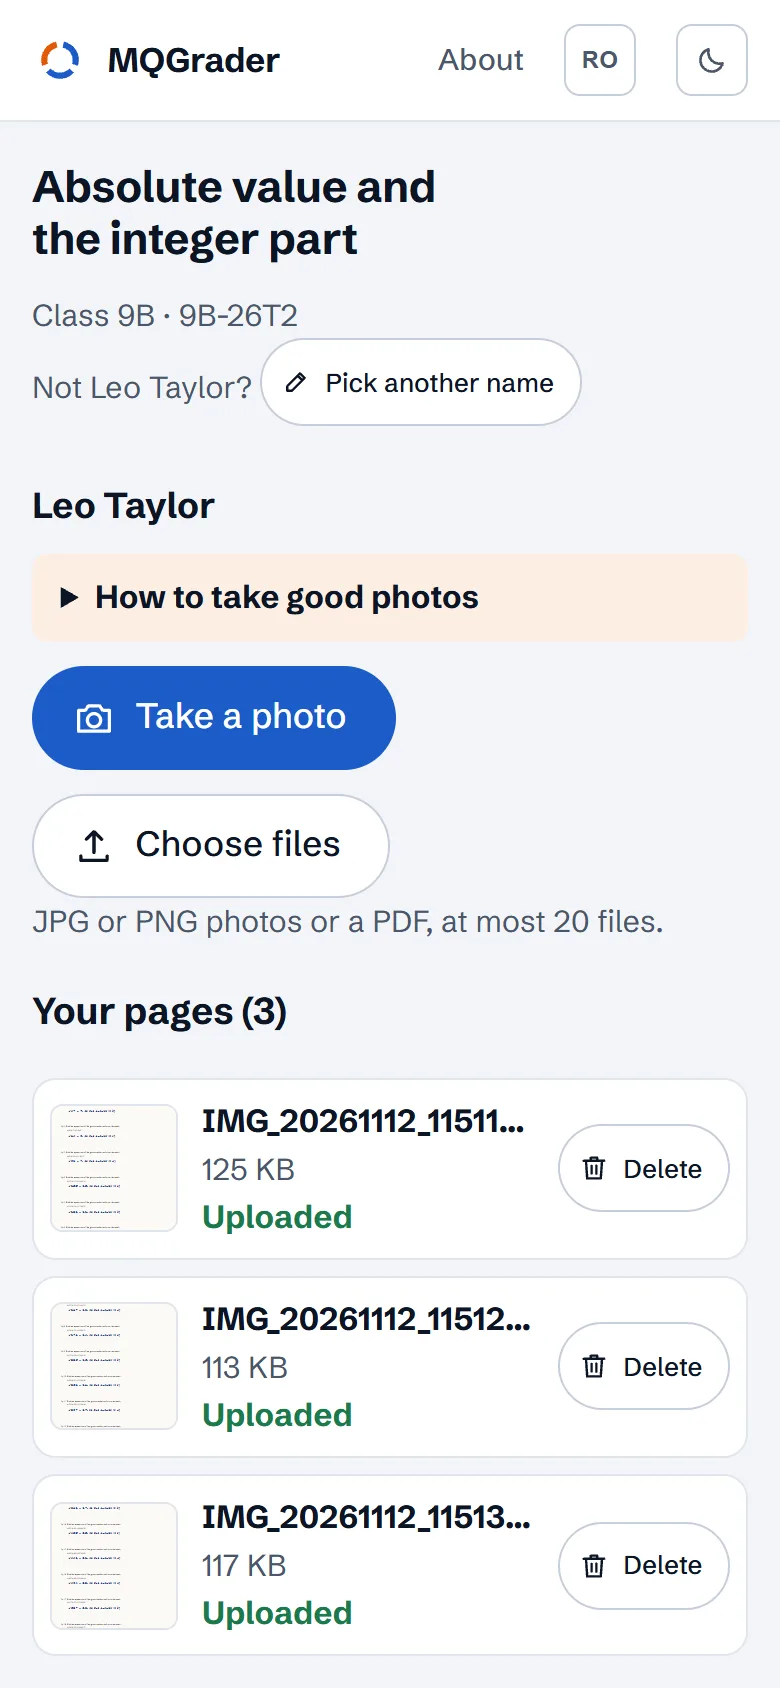 MQGrader
About
RO
Absolute value and
the integer part
Class 9B · 9B-26T2
Not Leo Taylor?
Pick another name
Leo Taylor
How to take good photos
Take a photo
Choose files
JPG or PNG photos or a PDF, at most 20 files.
Your pages (3)
IMG_20261112_11511...
125 KB
Uploaded
Delete
IMG_20261112_11512...
113 KB
Uploaded
Delete
IMG_20261112_11513...
117 KB
Uploaded
Delete